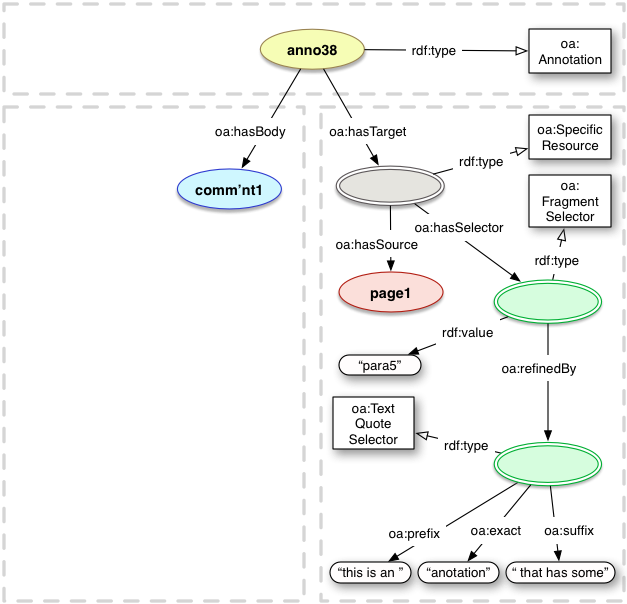 anno38
rdf:type
oa:
Annotation
oa:hasBody
oa:hasTarget
oa:Specific
Resource
rdf:type
comm’nt1
oa:
Fragment
Selector
oa:hasSelector
oa:hasSource
rdf:type
page1
rdf:value
“para5”
oa:refinedBy
oa:Text
Quote
Selector
rdf:type
oa:prefix
oa:exact
oa:suffix
“this is an ”
“anotation”
“ that has some”